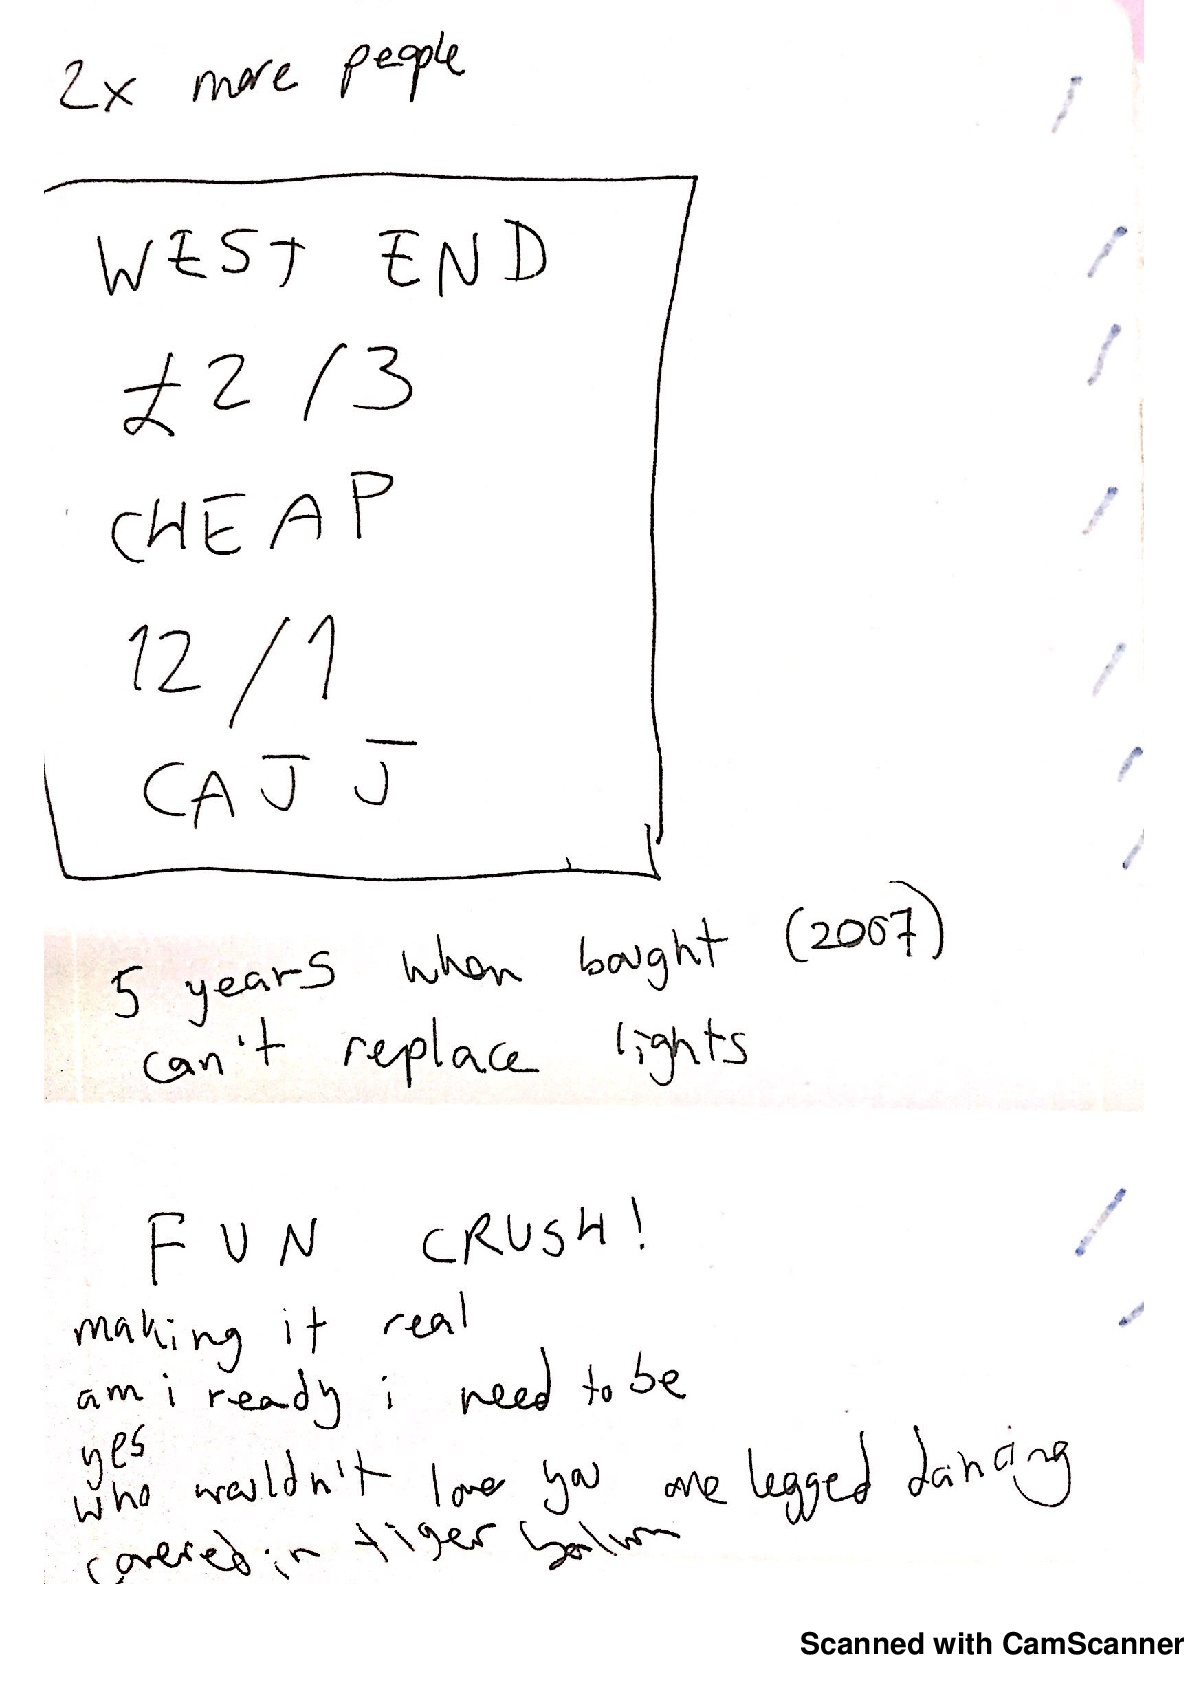 2x more people
WEST END
£2/3
CHEAP
12/1
CAJJ
5 years when bought (2007)
can't replace lights
FUN CRUSH!
making it real
am i ready i need to be
yes
who wouldn't love you one legged dancing
covered in tiger balm
Scanned with CamScanner